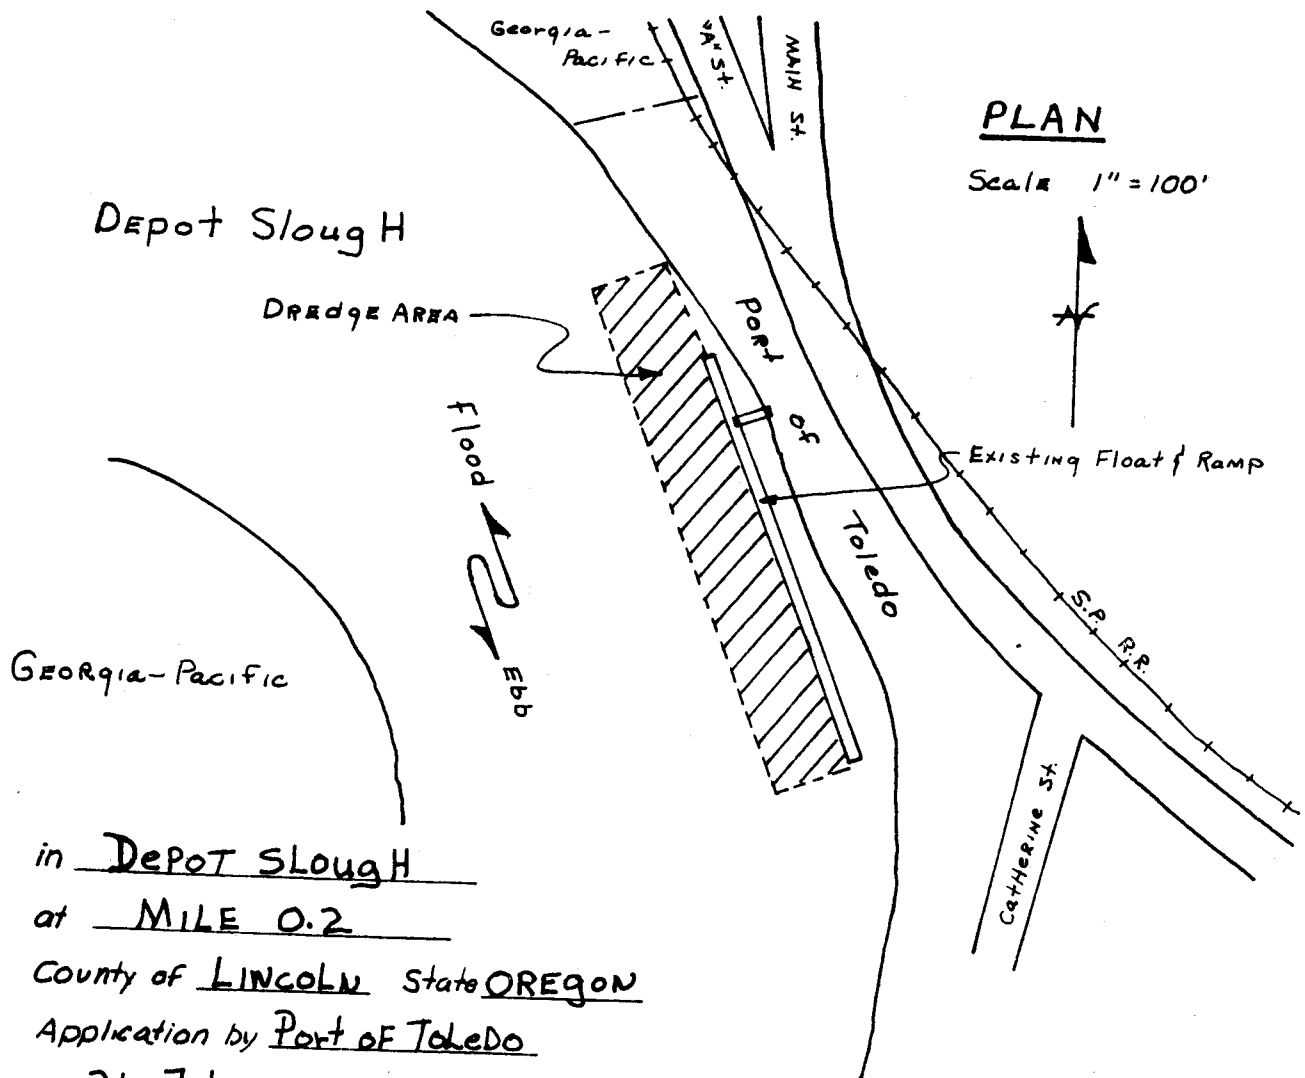 Georgia-
Pacific
"A" St.
MAIN St.
PLAN
Scale 1" = 100'
Depot Slough
Dredge Area
N
Port
of
Toledo
Existing Float & Ramp
Flood
Ebb
S.P. R.R.
Georgia-Pacific
Catherine St.
in Depot Slough
at MILE 0.2
County of LINCOLN State OREGON
Application by Port of Toledo